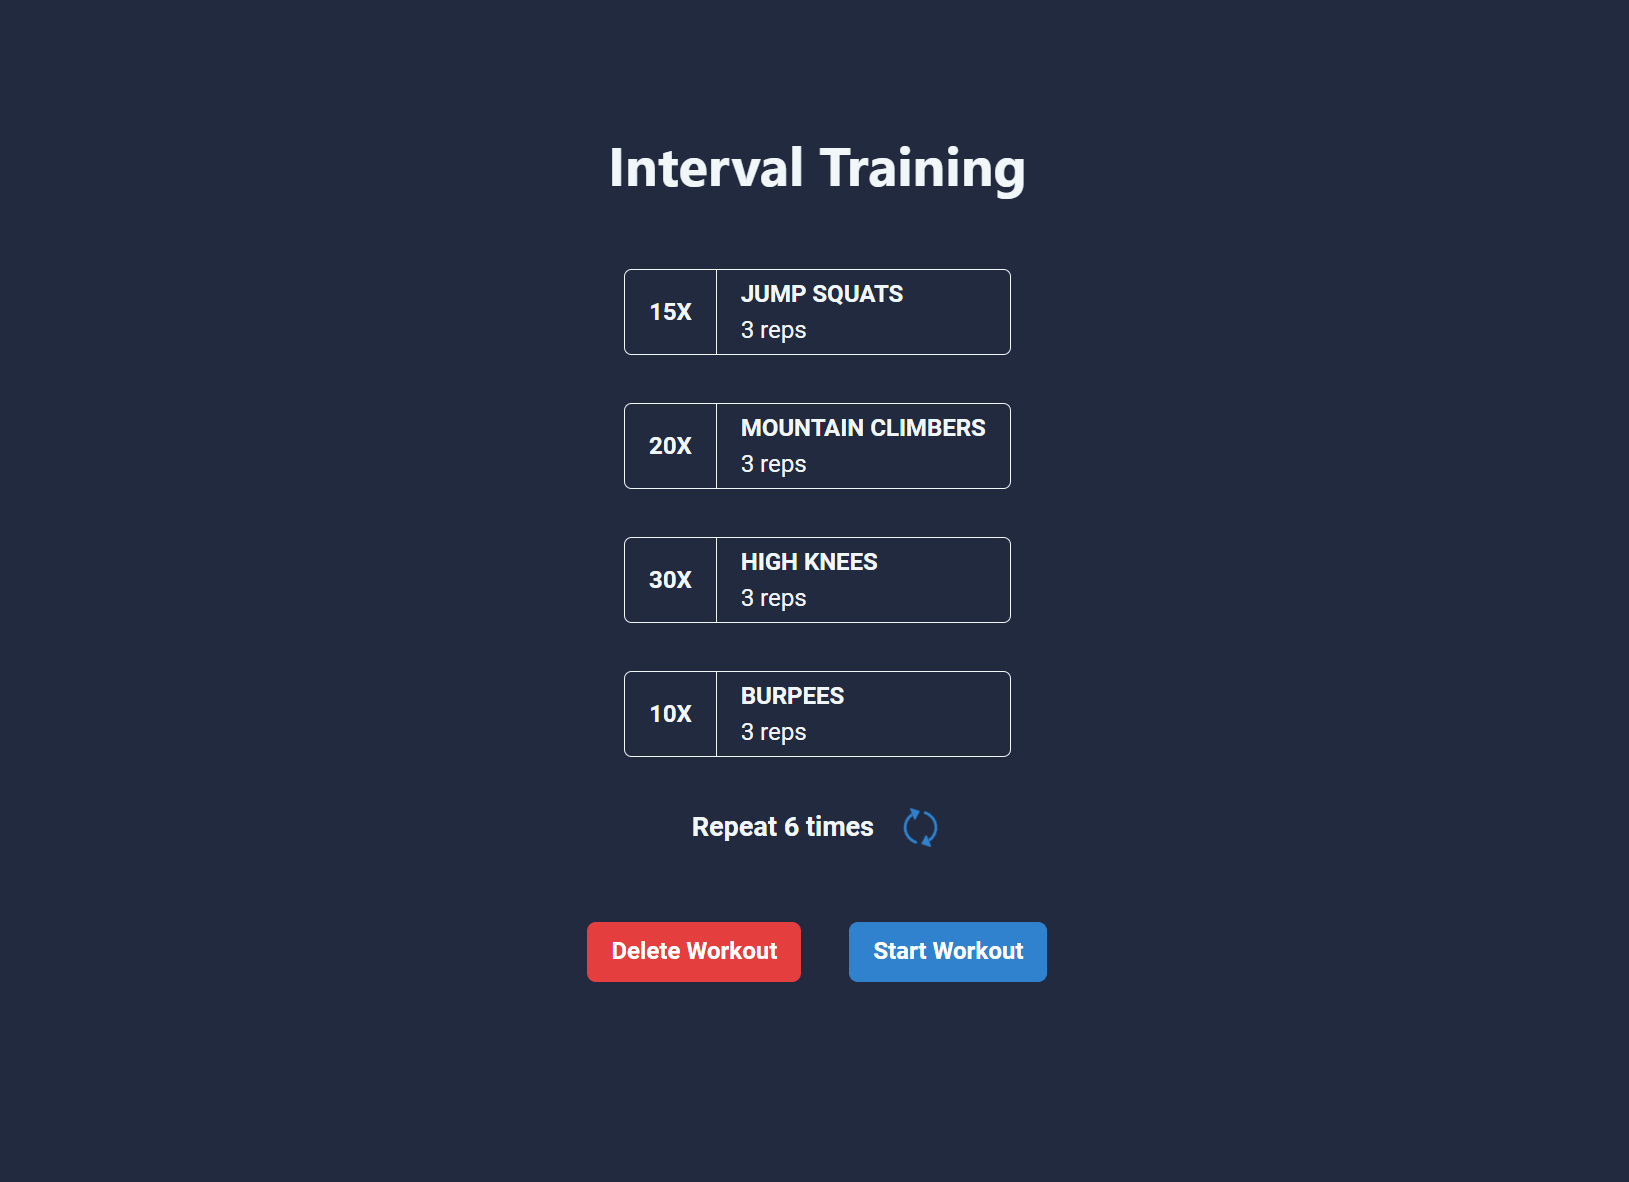 Interval Training
15X
JUMP SQUATS
3 reps
20X
MOUNTAIN CLIMBERS
3 reps
30X
HIGH KNEES
3 reps
10X
BURPEES
3 reps
Repeat 6 times
Delete Workout
Start Workout